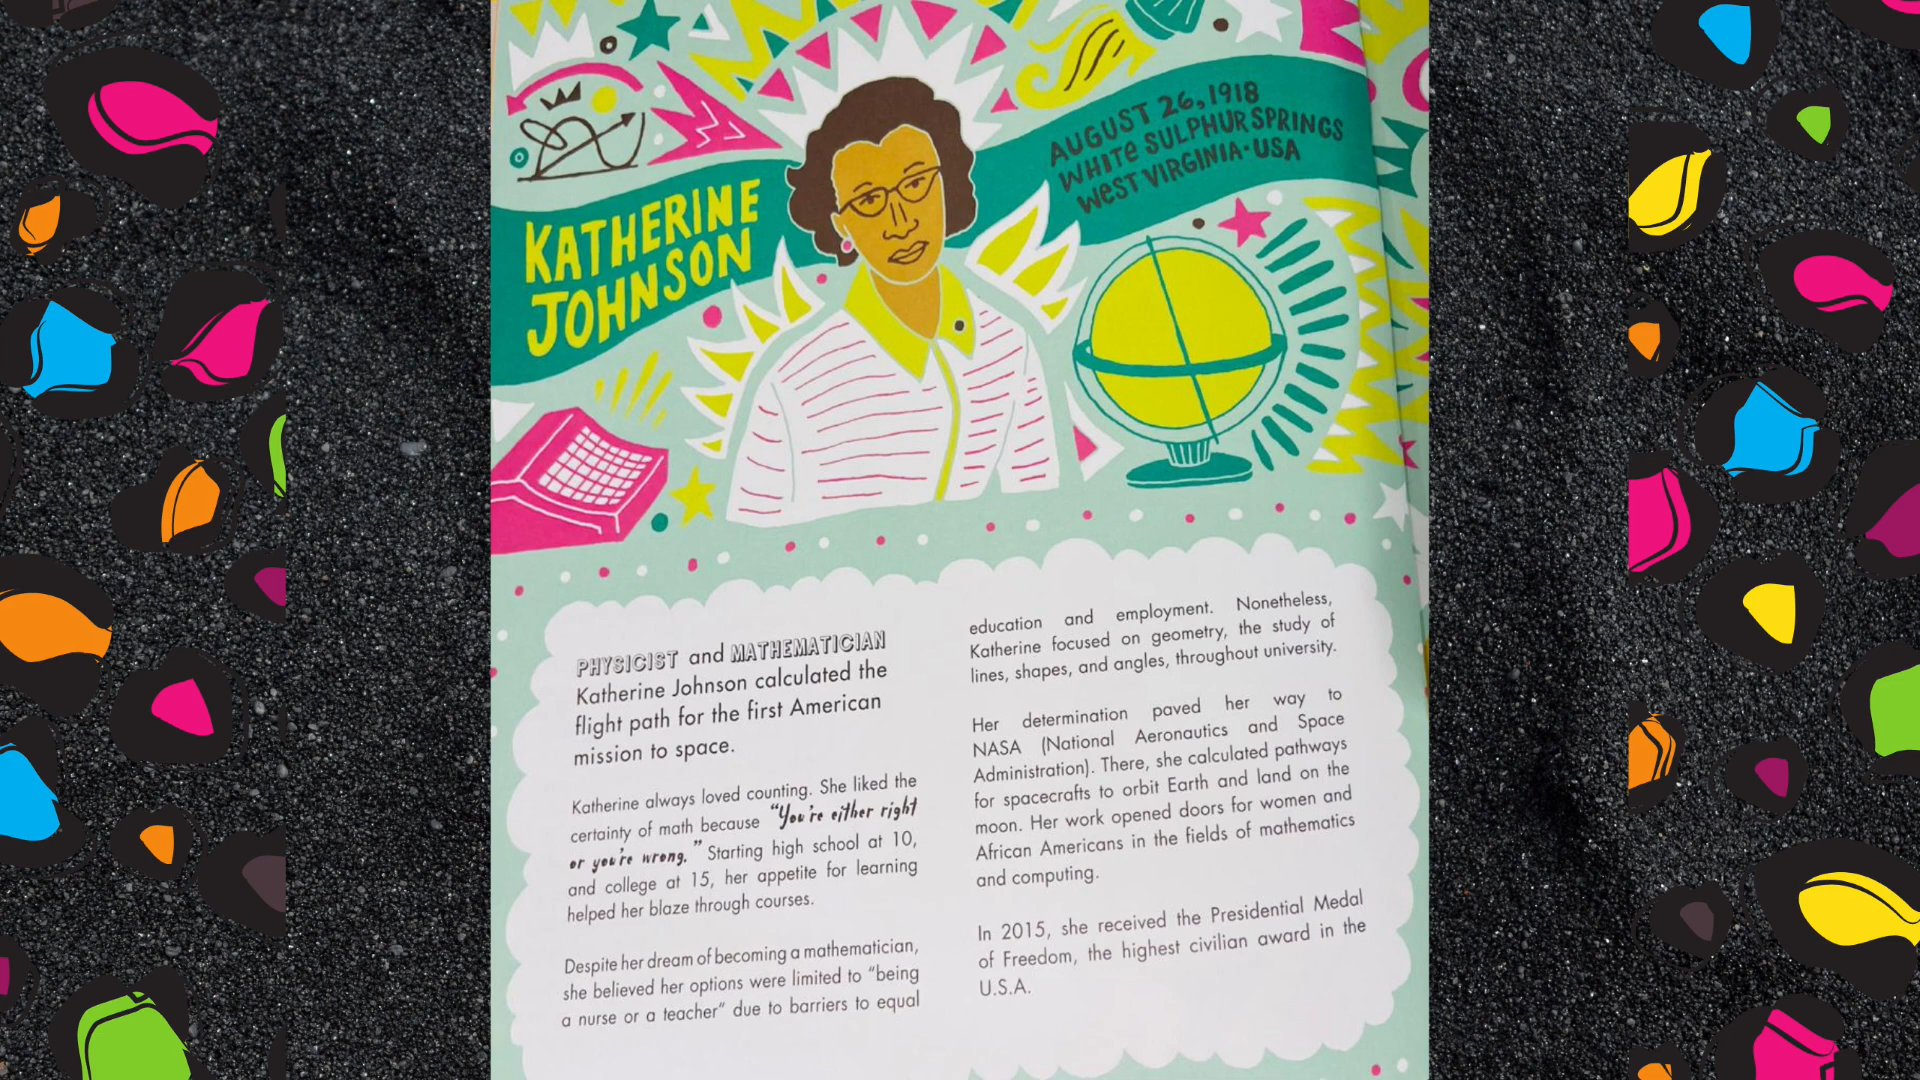 KATHERINE
JOHNSON
AUGUST 26, 1918
WHITE SULPHUR SPRINGS
WEST VIRGINIA · USA
PHYSICIST and MATHEMATICIAN
Katherine Johnson calculated the
flight path for the first American
mission to space.
Katherine always loved counting. She liked the
certainty of math because "You're either right
or you're wrong." Starting high school at 10,
and college at 15, her appetite for learning
helped her blaze through courses.
Despite her dream of becoming a mathematician,
she believed her options were limited to "being
a nurse or a teacher" due to barriers to equal
education and employment. Nonetheless,
Katherine focused on geometry, the study of
lines, shapes, and angles, throughout university.
Her determination paved her way to
NASA (National Aeronautics and Space
Administration). There, she calculated pathways
for spacecrafts to orbit Earth and land on the
moon. Her work opened doors for women and
African Americans in the fields of mathematics
and computing.
In 2015, she received the Presidential Medal
of Freedom, the highest civilian award in the
U.S.A.